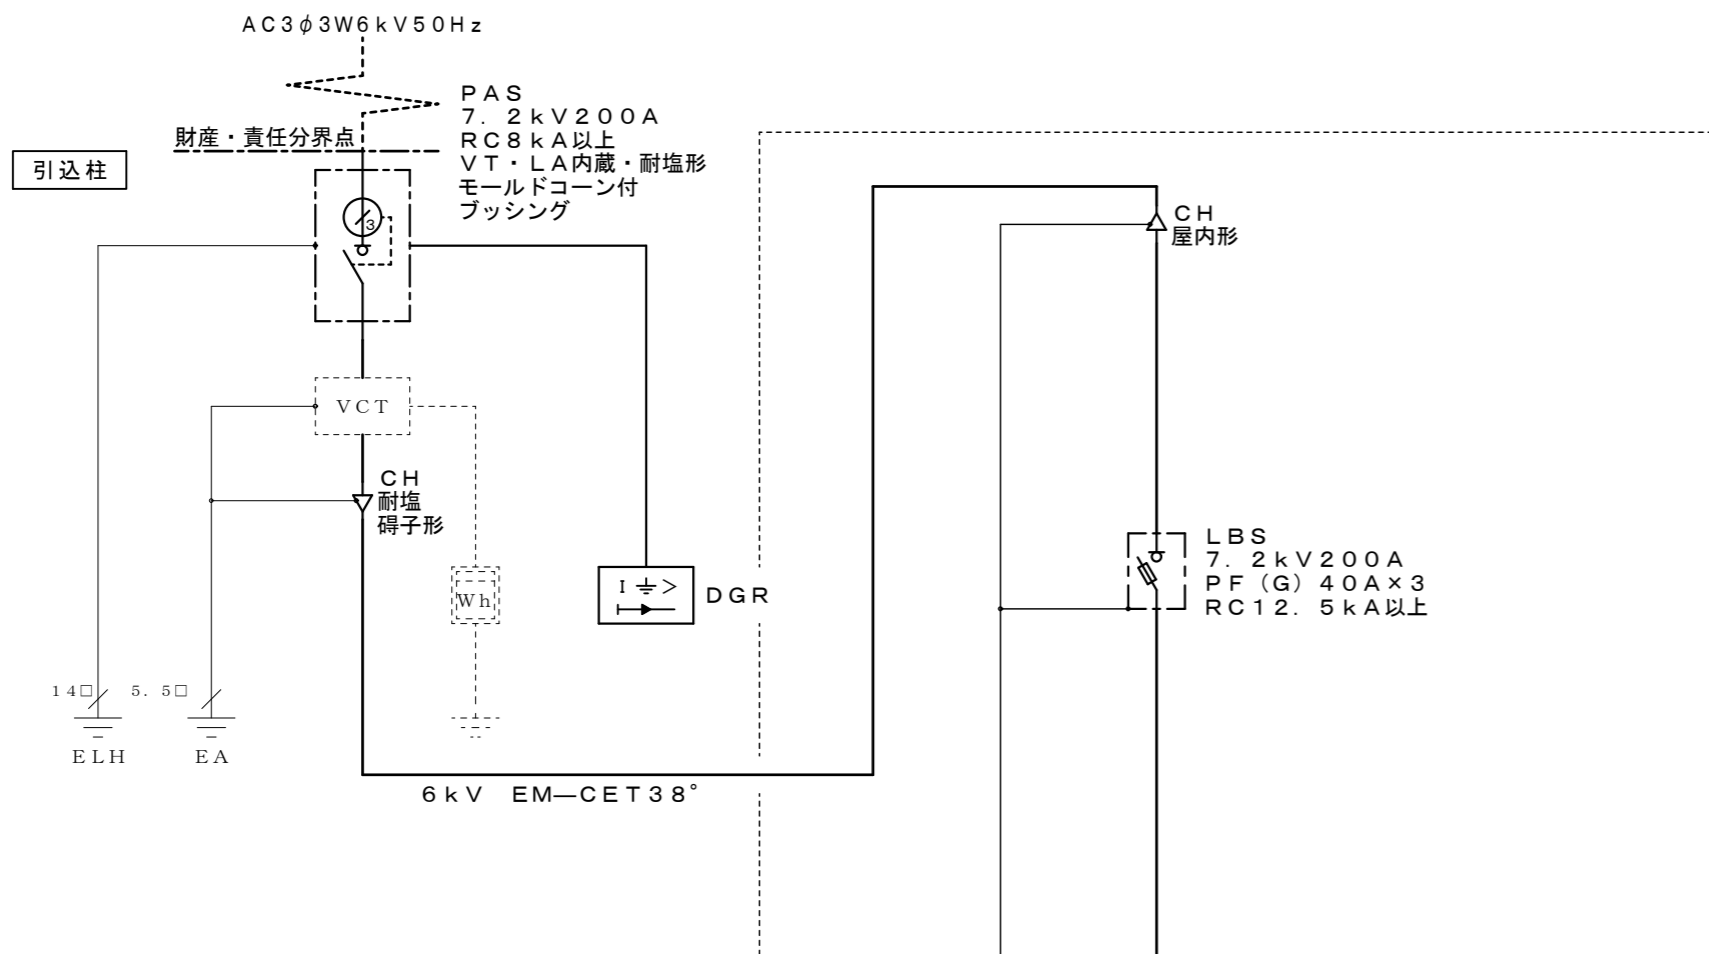 AC3φ3W6kV50Hz
PAS
7.2kV200A
RC8kA以上
VT・LA内蔵・耐塩形
モールドコーン付
ブッシング
財産・責任分界点
引込柱
3
VCT
CH
耐塩
碍子形
Wh
I >
DGR
14□
5.5□
ELH
EA
6kV EM―CET38°
CH
屋内形
LBS
7.2kV200A
PF(G)40A×3
RC12.5kA以上